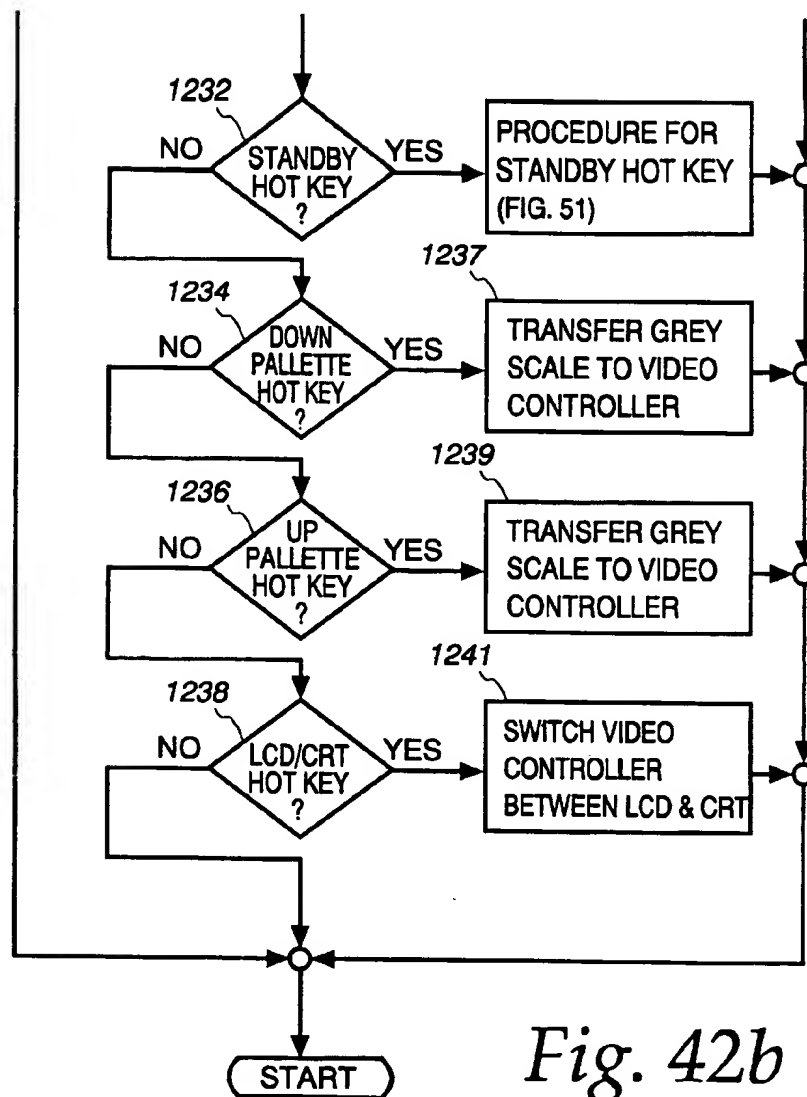 1232
NO
STANDBY
HOT KEY
?
YES
PROCEDURE FOR
STANDBY HOT KEY
(FIG. 51)
1234
NO
DOWN
PALLETTE
HOT KEY
?
YES
1237
TRANSFER GREY
SCALE TO VIDEO
CONTROLLER
1236
NO
UP
PALLETTE
HOT KEY
?
YES
1239
TRANSFER GREY
SCALE TO VIDEO
CONTROLLER
1238
NO
LCD/CRT
HOT KEY
?
YES
1241
SWITCH VIDEO
CONTROLLER
BETWEEN LCD & CRT
START
Fig. 42b